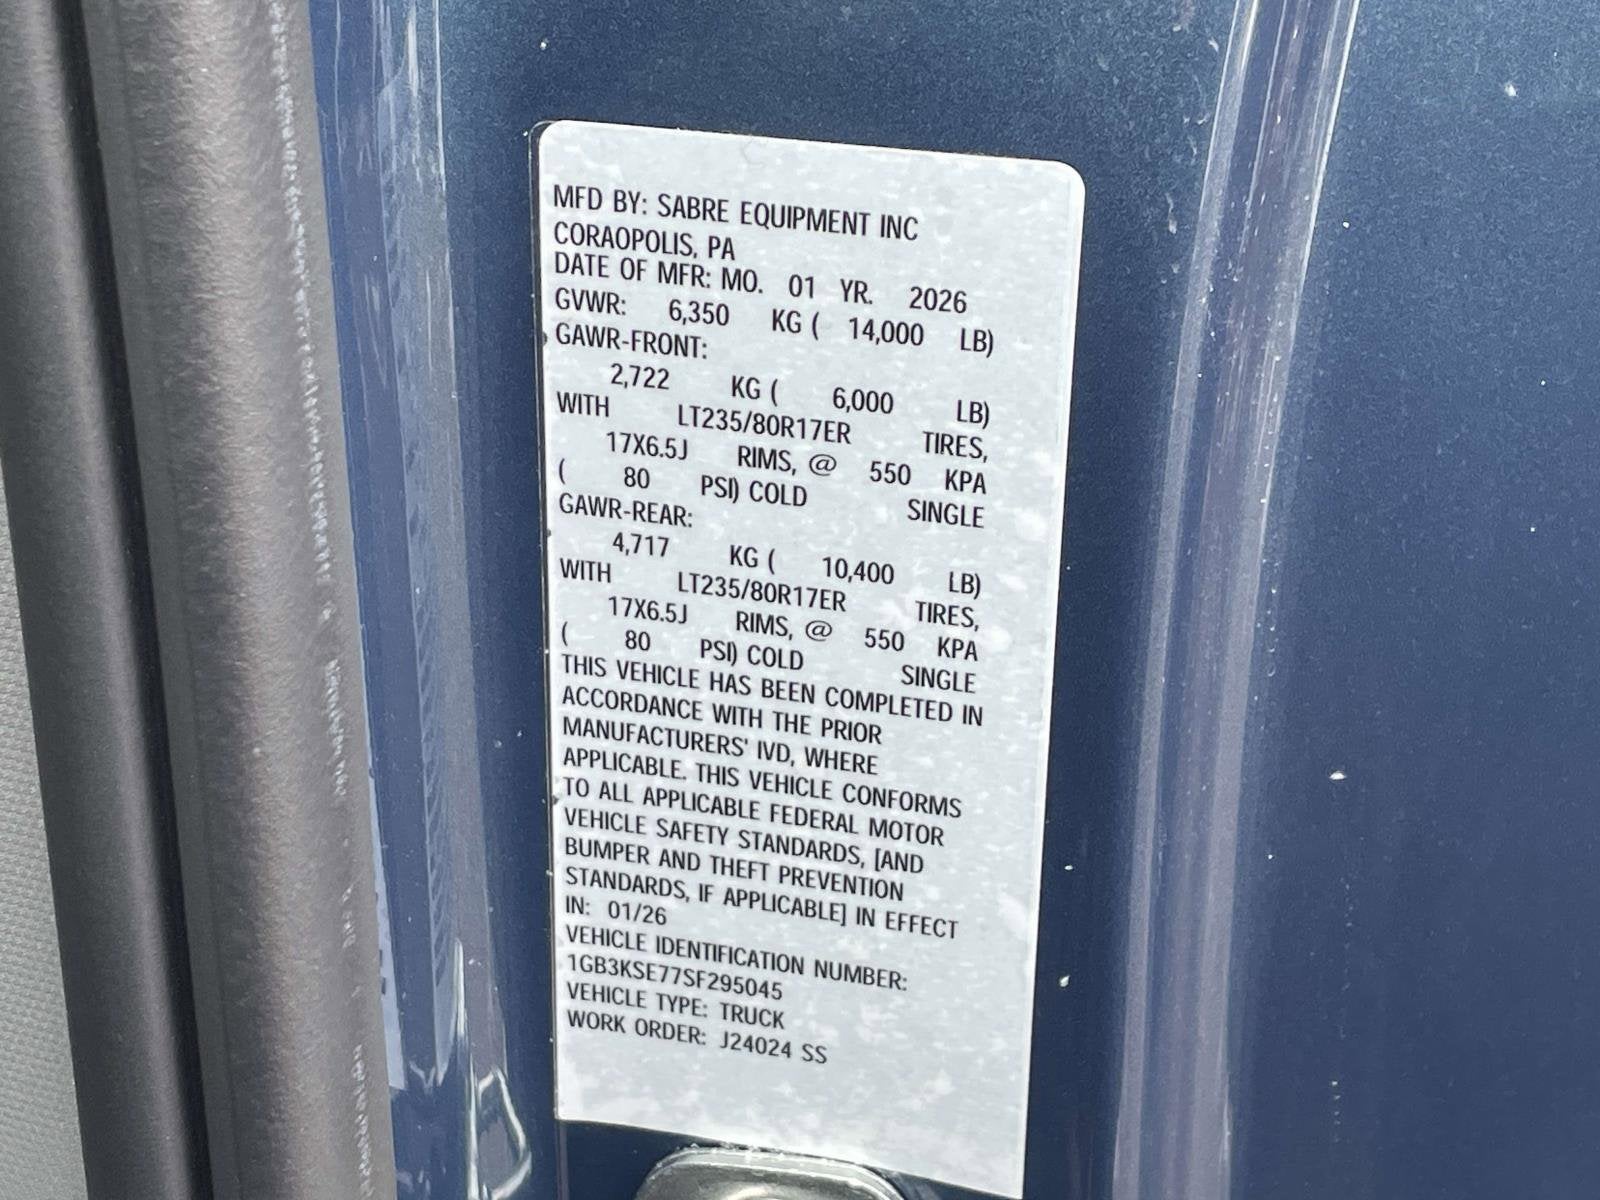 MFD BY: SABRE EQUIPMENT INC
CORAOPOLIS, PA
DATE OF MFR: MO. 01 YR. 2026
GVWR: 6,350 KG ( 14,000 LB)
GAWR-FRONT:
2,722 KG ( 6,000 LB)
WITH LT235/80R17ER TIRES,
17X6.5J RIMS, @ 550 KPA
( 80 PSI) COLD SINGLE
GAWR-REAR:
4,717 KG ( 10,400 LB)
WITH LT235/80R17ER TIRES,
17X6.5J RIMS, @ 550 KPA
( 80 PSI) COLD SINGLE
THIS VEHICLE HAS BEEN COMPLETED IN
ACCORDANCE WITH THE PRIOR
MANUFACTURERS' IVD, WHERE
APPLICABLE. THIS VEHICLE CONFORMS
TO ALL APPLICABLE FEDERAL MOTOR
VEHICLE SAFETY STANDARDS, [AND
BUMPER AND THEFT PREVENTION
STANDARDS, IF APPLICABLE] IN EFFECT
IN: 01/26
VEHICLE IDENTIFICATION NUMBER:
1GB3KSE77SF295045
VEHICLE TYPE: TRUCK
WORK ORDER: J24024 SS